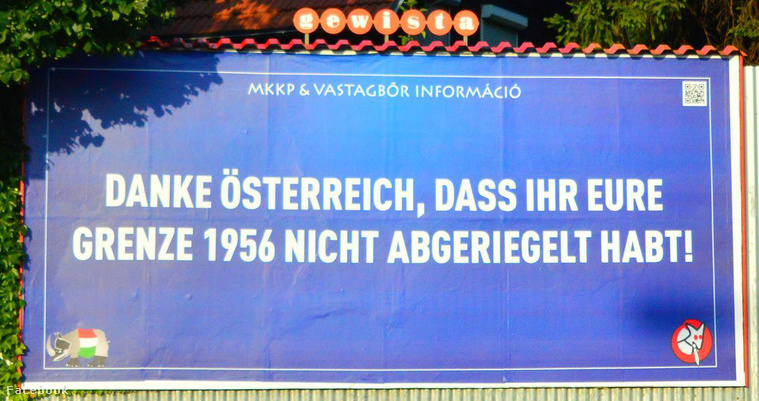 gewista
MKKP & VASTAGBŐR INFORMÁCIÓ
DANKE ÖSTERREICH, DASS IHR EURE
GRENZE 1956 NICHT ABGERIEGELT HABT!
Facebook